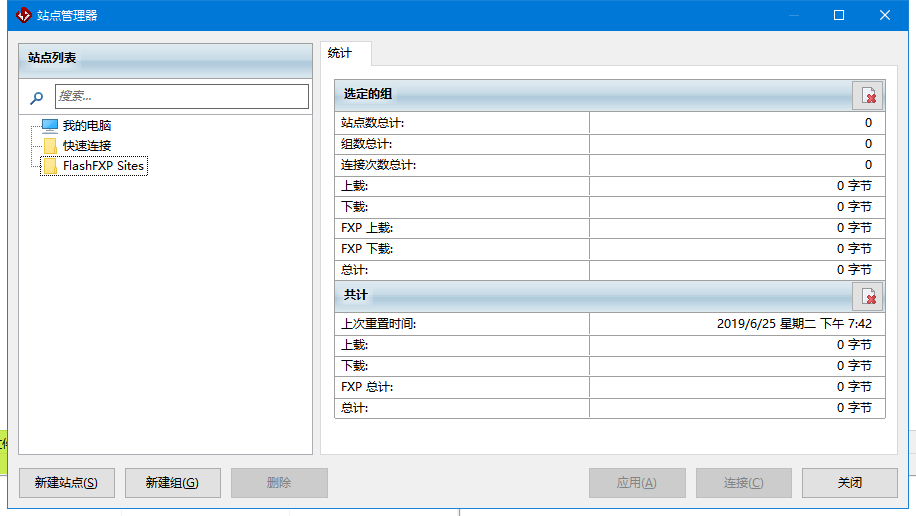 站点管理器
站点列表
搜索...
我的电脑
快速连接
FlashFXP Sites
统计
选定的组
站点数总计: 0
组数总计: 0
连接次数总计: 0
上载: 0 字节
下载: 0 字节
FXP 上载: 0 字节
FXP 下载: 0 字节
总计: 0 字节
共计
上次重置时间: 2019/6/25 星期二 下午 7:42
上载: 0 字节
下载: 0 字节
FXP 总计: 0 字节
总计: 0 字节
新建站点(S) 新建组(G) 删除 应用(A) 连接(C) 关闭